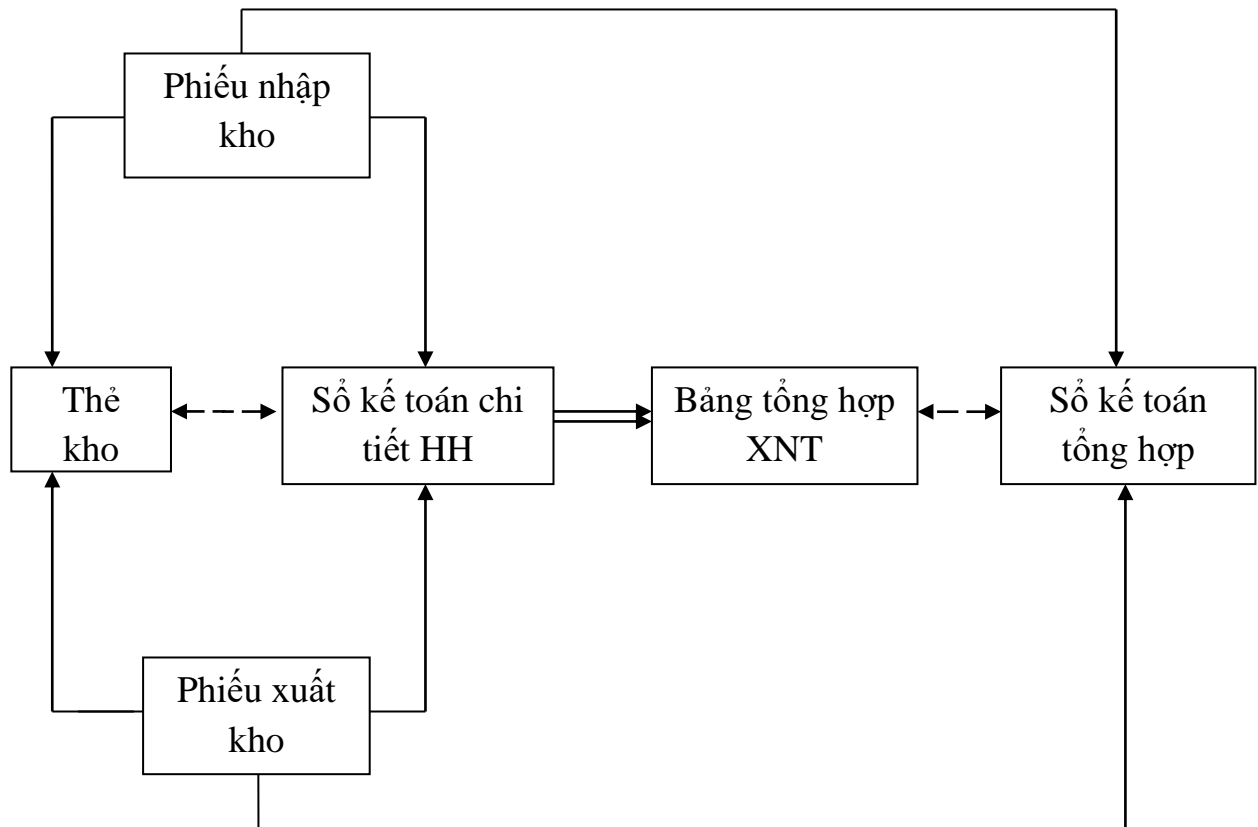 Phiếu nhập
kho
Thẻ
kho
Sổ kế toán chi
tiết HH
Bảng tổng hợp
XNT
Sổ kế toán
tổng hợp
Phiếu xuất
kho